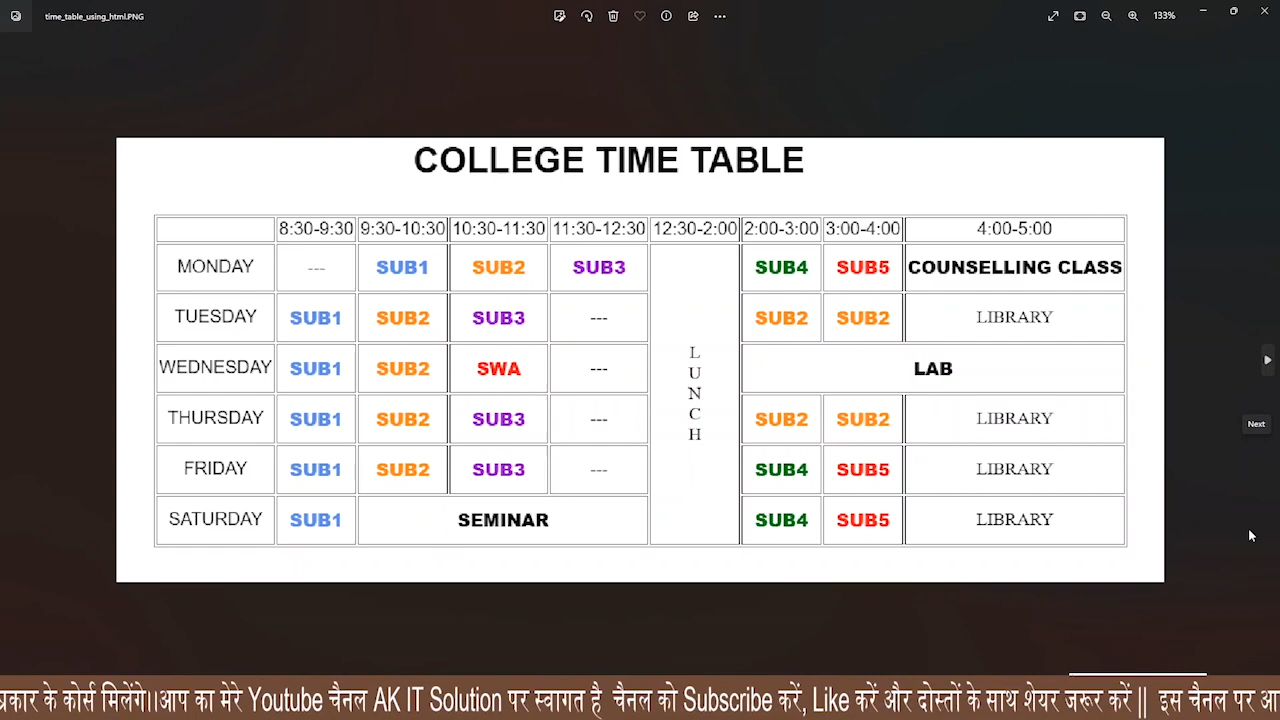 time_table_using_html.PNG
133%
COLLEGE TIME TABLE
8:30-9:30 9:30-10:30 10:30-11:30 11:30-12:30 12:30-2:00 2:00-3:00 3:00-4:00 4:00-5:00
MONDAY --- SUB1 SUB2 SUB3 SUB4 SUB5 COUNSELLING CLASS
TUESDAY SUB1 SUB2 SUB3 --- SUB2 SUB2 LIBRARY
WEDNESDAY SUB1 SUB2 SWA --- LAB
THURSDAY SUB1 SUB2 SUB3 --- SUB2 SUB2 LIBRARY
FRIDAY SUB1 SUB2 SUB3 --- SUB4 SUB5 LIBRARY
SATURDAY SUB1 SEMINAR SUB4 SUB5 LIBRARY
L
U
N
C
H
Next
के कोर्स मिलेंगे।।आप का मेरे Youtube चैनल AK IT Solution पर स्वागत है चैनल को Subscribe करें, Like करें और दोस्तों के साथ शेयर जरूर करें || इस चैनल पर